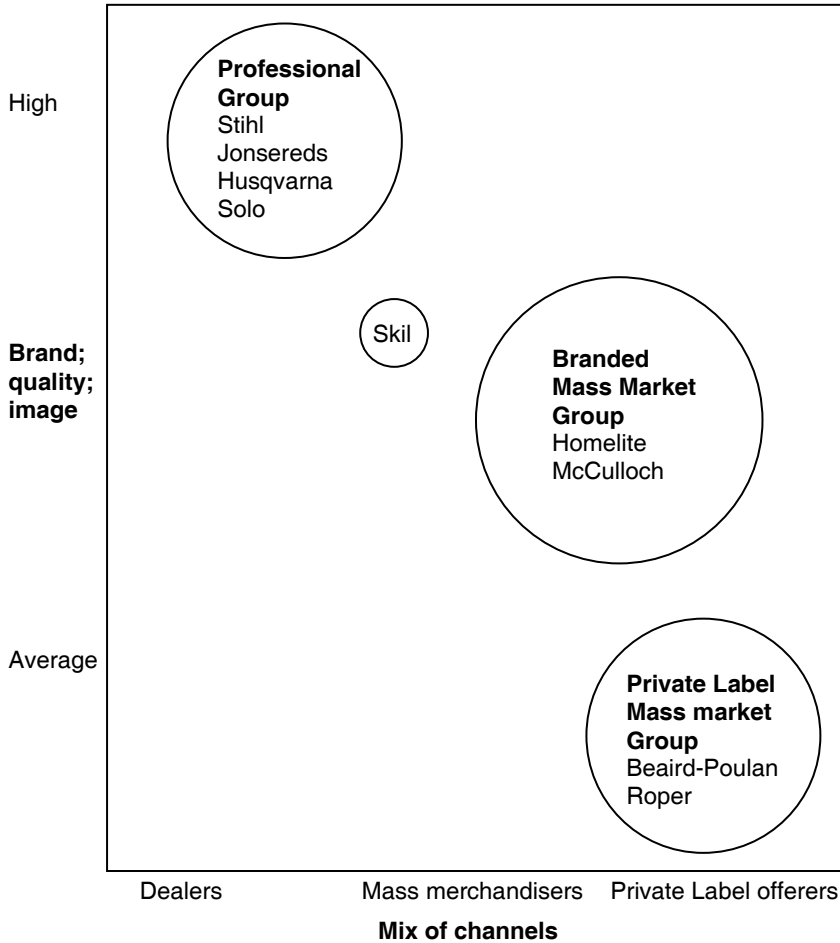 High
Professional
Group
Stihl
Jonsereds
Husqvarna
Solo
Brand;
quality;
image
Skil
Branded
Mass Market
Group
Homelite
McCulloch
Average
Private Label
Mass market
Group
Beaird-Poulan
Roper
Dealers
Mass merchandisers
Private Label offerers
Mix of channels